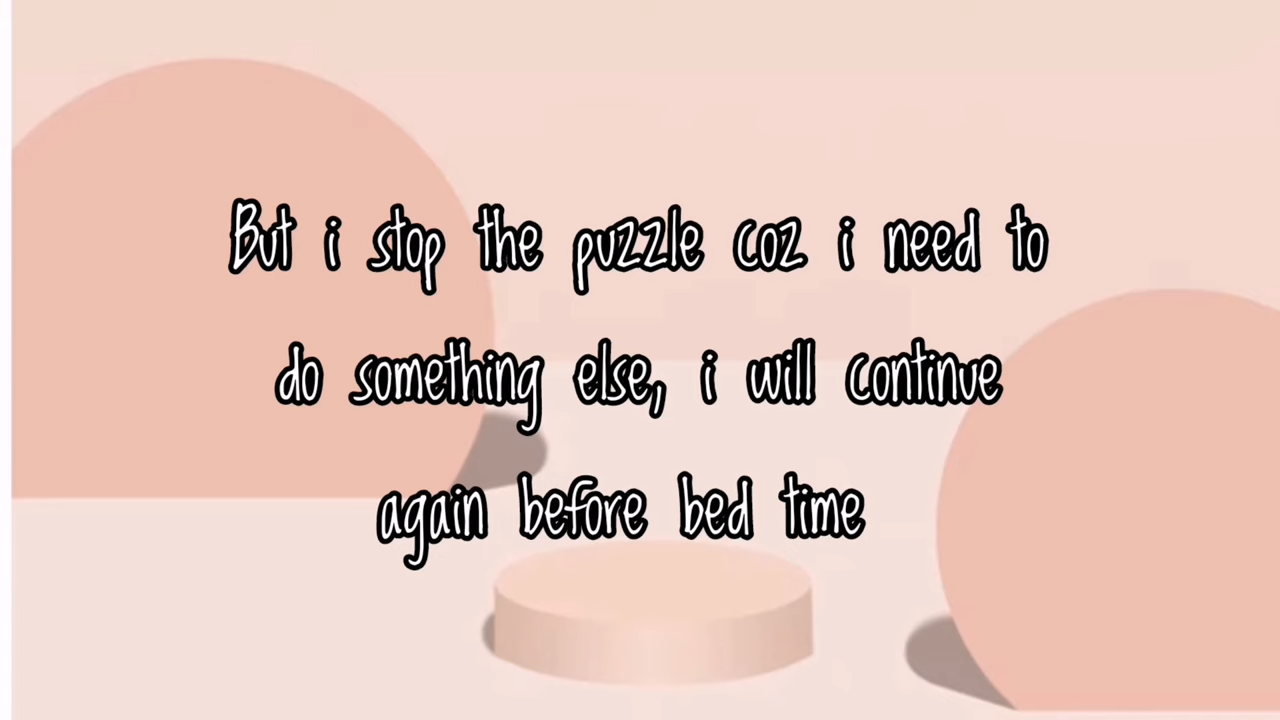 But i stop the puzzle coz i need to
do something else, i will continue
again before bed time